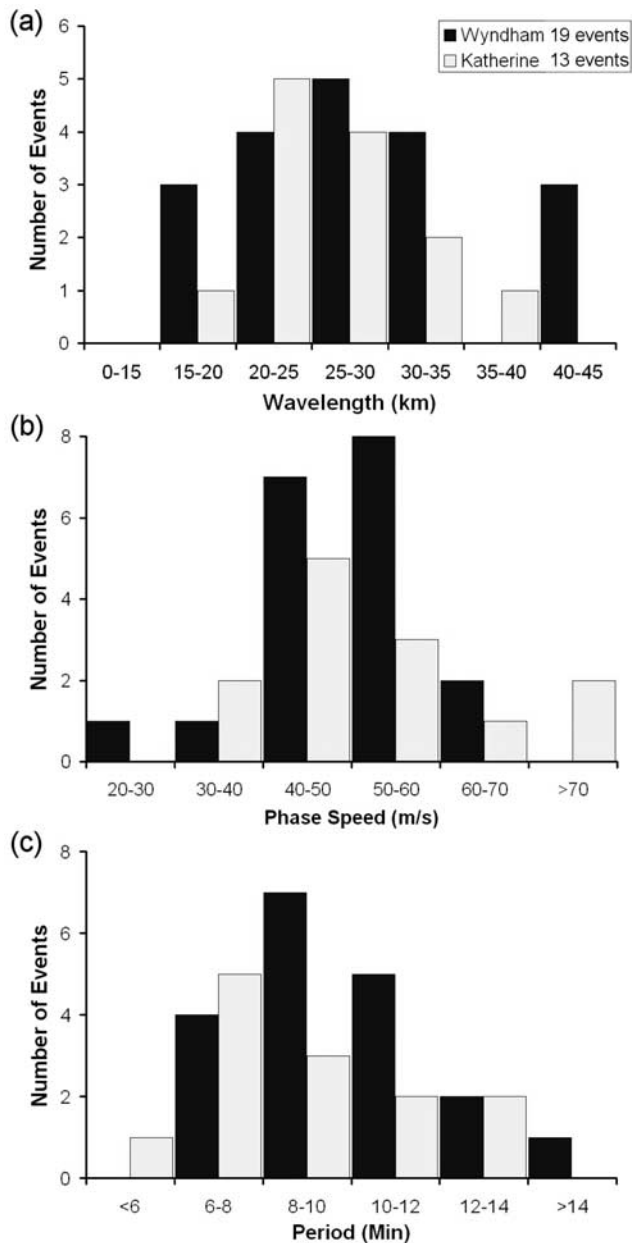 (a)
6
Wyndham 19 events
Katherine 13 events
5
4
3
2
1
0
Number of Events
0-15 15-20 20-25 25-30 30-35 35-40 40-45
Wavelength (km)
(b)
8
6
4
2
0
Number of Events
20-30 30-40 40-50 50-60 60-70 >70
Phase Speed (m/s)
(c)
8
6
4
2
0
Number of Events
<6 6-8 8-10 10-12 12-14 >14
Period (Min)